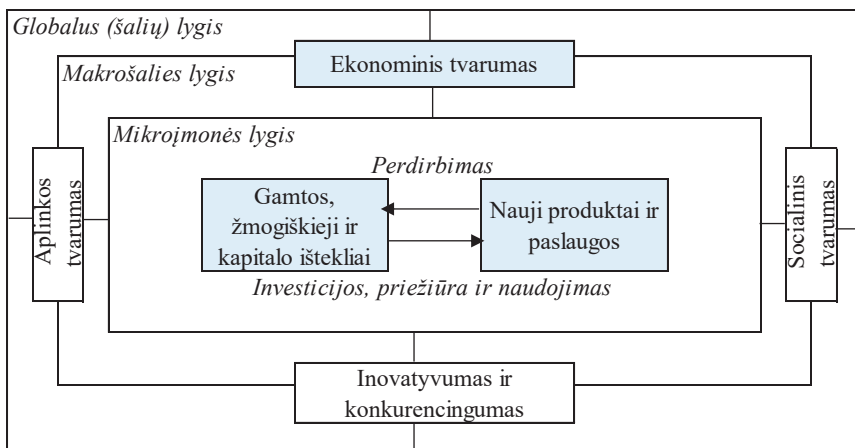 Globalus (šalių) lygis
Makrošalies lygis
Ekonominis tvarumas
Mikroįmonės lygis
Perdirbimas
Aplinkos
tvarumas
Gamtos,
žmogiškieji ir
kapitalo ištekliai
Nauji produktai ir
paslaugos
Socialinis
tvarumas
Investicijos, priežiūra ir naudojimas
Inovatyvumas ir
konkurencingumas